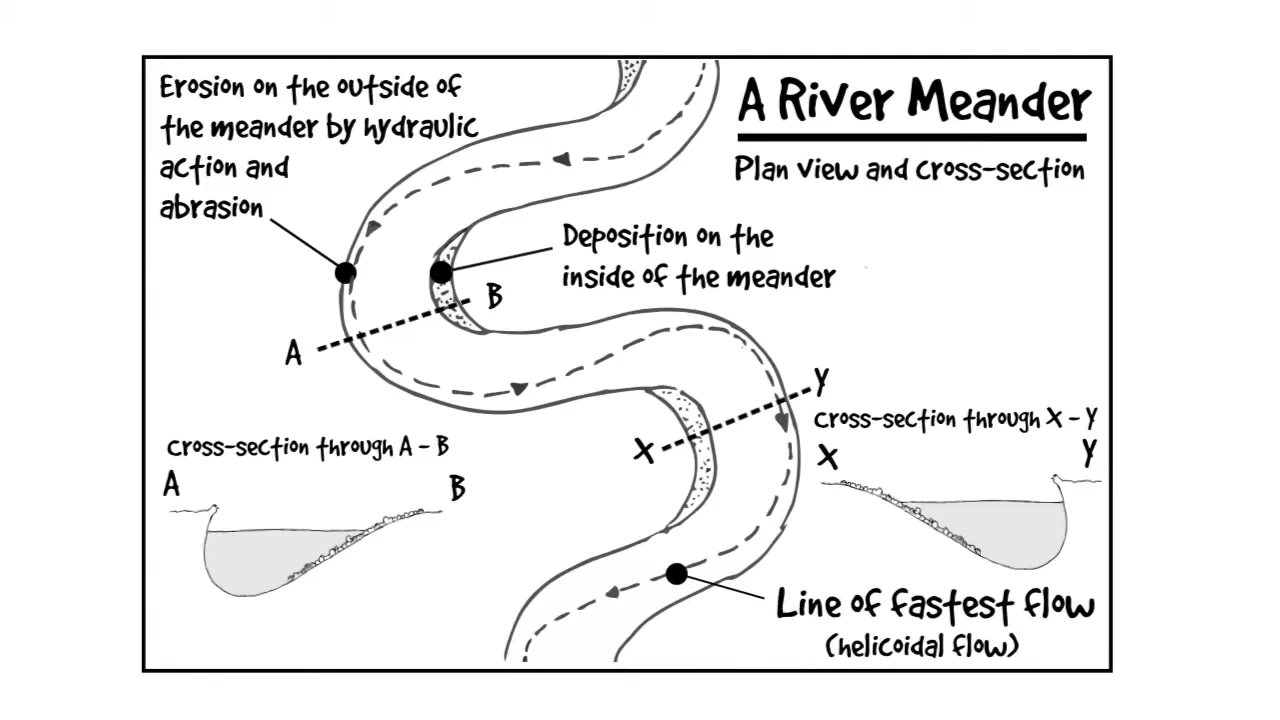 A River Meander
Plan View and Cross-section
Erosion on the outside of
the meander by hydraulic
action and
abrasion
Deposition on the
inside of the meander
B
A
Y
X
Cross-section through A - B
A
B
Cross-section through X - Y
X
Y
Line of fastest flow
(helicoidal flow)